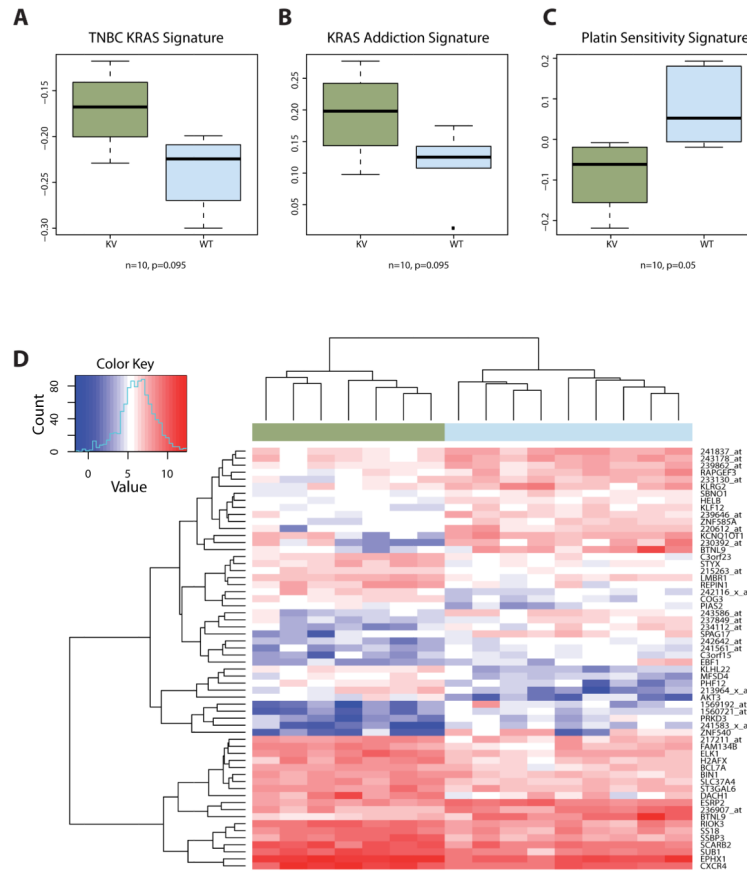 A
TNBC KRAS Signature
−0.15
−0.20
−0.25
−0.30
KV
WT
n=10, p=0.095
B
KRAS Addiction Signature
0.25
0.20
0.15
0.10
0.05
KV
WT
n=10, p=0.095
C
Platin Sensitivity Signature
0.2
0.1
0.0
−0.1
−0.2
KV
WT
n=10, p=0.05
D
Color Key
Count
0
40
80
0
5
10
Value
241837_at
243178_at
239862_at
RAPGEF3
233130_at
KLRG2
SBNO1
HELB
KLF12
239646_at
ZNF585A
220612_at
KCNQ1OT1
230392_at
BTNL9
C3orf23
STYX
215263_at
LMBR1
REPIN1
242116_x_a
COG3
PIAS2
243586_at
237849_at
234112_at
SPAG17
242642_at
241561_at
C3orf15
EBF1
KLHL22
MFSD4
PHF12
213964_x_a
AKT3
1569192_at
1560721_at
PRKD3
241583_x_a
ZNF540
217211_at
FAM134B
ELK1
H2AFX
BCL7A
BIN1
SLC37A4
ST3GAL6
DACH1
ESRP2
236907_at
BTNL9
RIOK3
SS18
SSBP3
SCARB2
SUB1
EPHX1
CXCR4